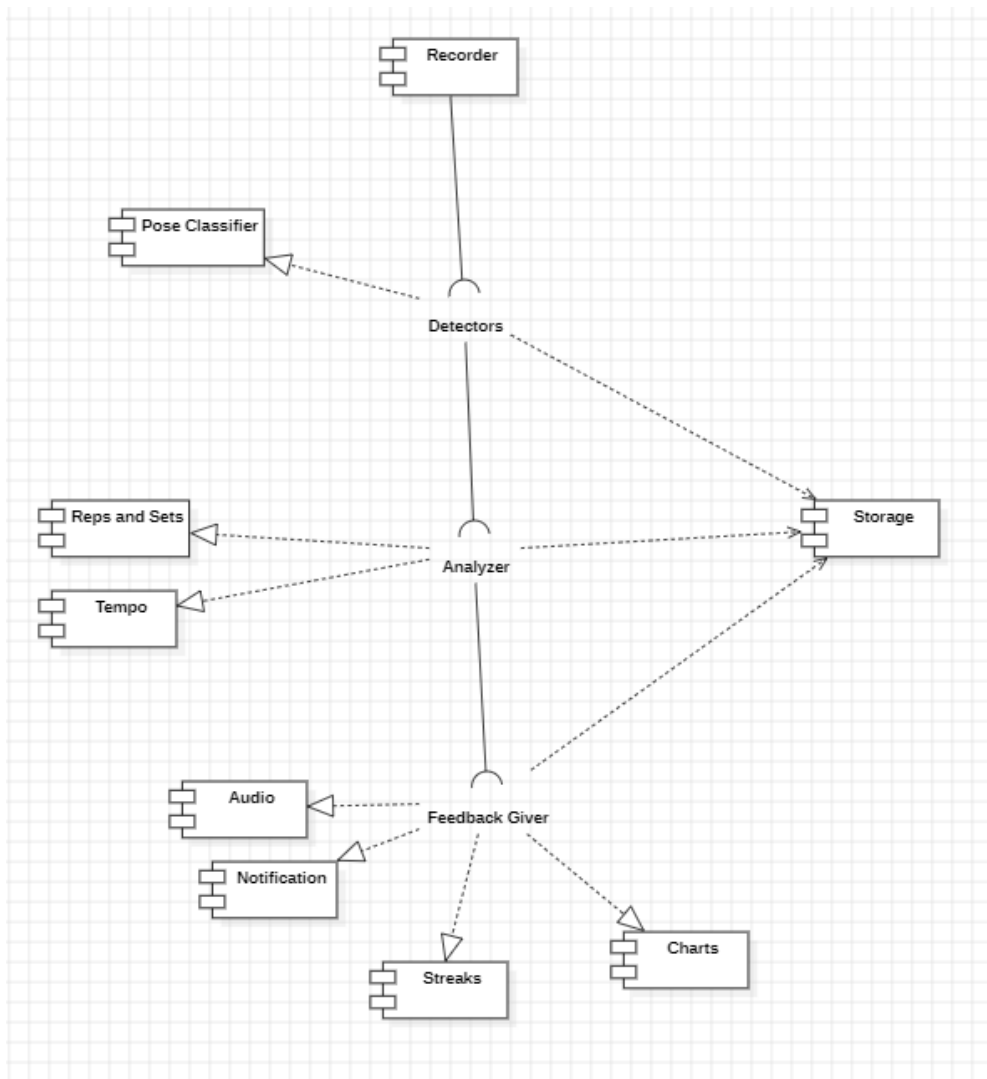 Recorder
Pose Classifier
Detectors
Reps and Sets
Storage
Analyzer
Tempo
Audio
Feedback Giver
Notification
Charts
Streaks